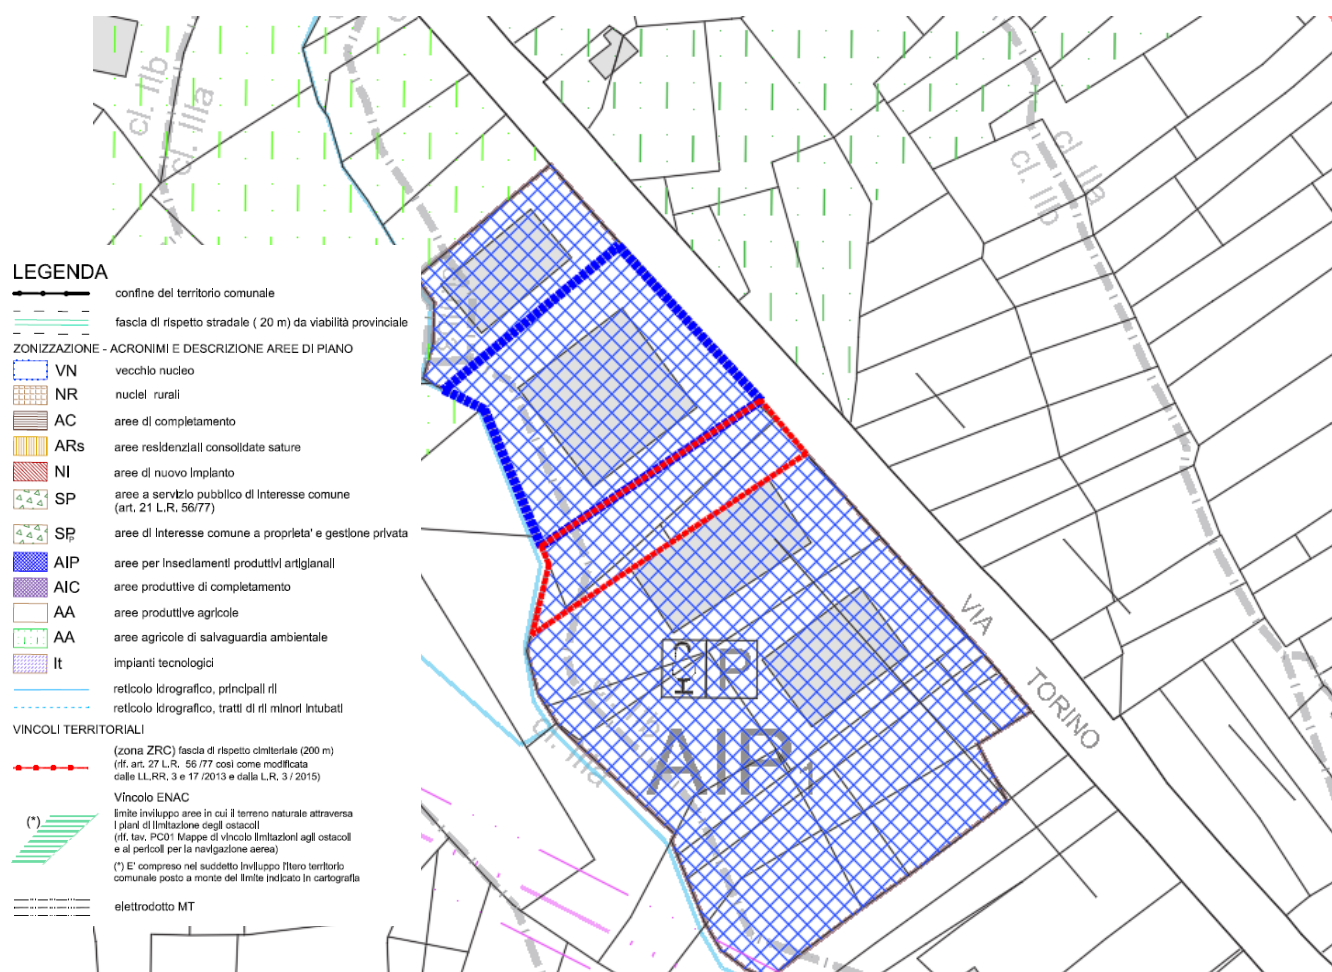 cl. IIb
cl. IIIa
cl. IIIa
cl. IIb
LEGENDA
confine del territorio comunale
fascia di rispetto stradale ( 20 m) da viabilità provinciale
ZONIZZAZIONE - ACRONIMI E DESCRIZIONE AREE DI PIANO
VN vecchio nucleo
NR nuclei rurali
AC aree di completamento
ARs aree residenziali consolidate sature
NI aree di nuovo impianto
SP aree a servizio pubblico di interesse comune
(art. 21 L.R. 56/77)
SPp aree di interesse comune a proprieta' e gestione privata
AIP aree per insediamenti produttivi artigianali
AIC aree produttive di completamento
AA aree produttive agricole
AA aree agricole di salvaguardia ambientale
It impianti tecnologici
reticolo idrografico, principali rii
reticolo idrografico, tratti di rii minori intubati
VINCOLI TERRITORIALI
(zona ZRC) fascia di rispetto cimiteriale (200 m)
(rif. art. 27 L.R. 56 /77 così come modificata
dalle LL.RR. 3 e 17 /2013 e dalla L.R. 3 / 2015)
Vincolo ENAC
(*) limite inviluppo aree in cui il terreno naturale attraversa
i piani di limitazione degli ostacoli
(rif. tav. PC01 Mappe di vincolo limitazioni agli ostacoli
e ai pericoli per la navigazione aerea)
(*) E' compreso nel suddetto inviluppo l'itero territorio
comunale posto a monte del limite indicato in cartografia
elettrodotto MT
VIA TORINO
P
AIP1
cl. IIIa